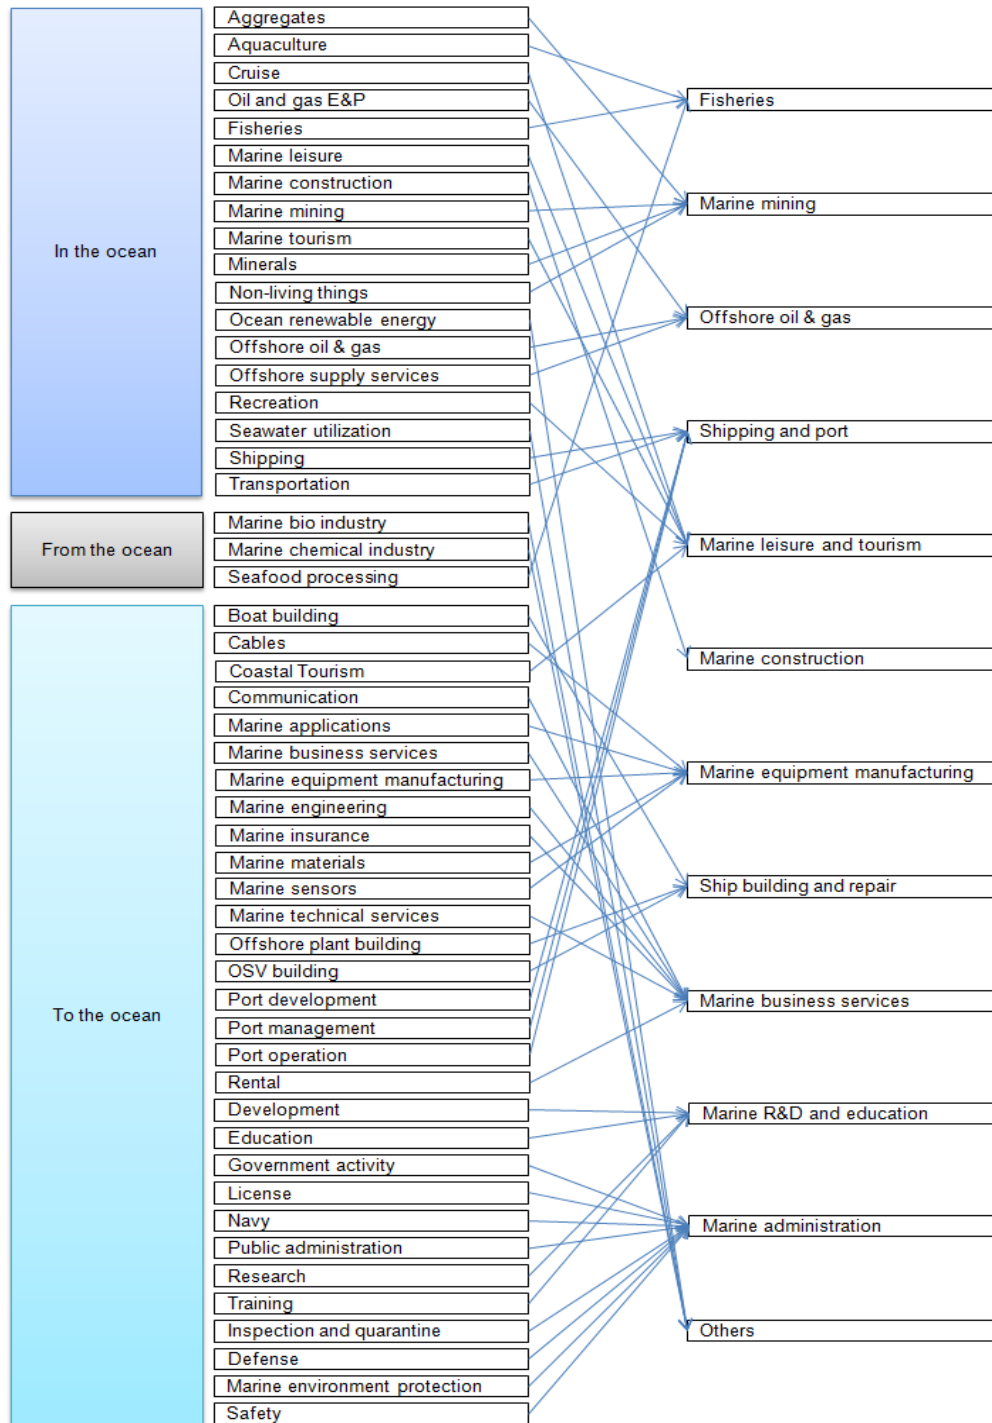 In the ocean
Aggregates
Aquaculture
Cruise
Oil and gas E&P
Fisheries
Marine leisure
Marine construction
Marine mining
Marine tourism
Minerals
Non-living things
Ocean renewable energy
Offshore oil & gas
Offshore supply services
Recreation
Seawater utilization
Shipping
Transportation
From the ocean
Marine bio industry
Marine chemical industry
Seafood processing
To the ocean
Boat building
Cables
Coastal Tourism
Communication
Marine applications
Marine business services
Marine equipment manufacturing
Marine engineering
Marine insurance
Marine materials
Marine sensors
Marine technical services
Offshore plant building
OSV building
Port development
Port management
Port operation
Rental
Development
Education
Government activity
License
Navy
Public administration
Research
Training
Inspection and quarantine
Defense
Marine environment protection
Safety
Fisheries
Marine mining
Offshore oil & gas
Shipping and port
Marine leisure and tourism
Marine construction
Marine equipment manufacturing
Ship building and repair
Marine business services
Marine R&D and education
Marine administration
Others